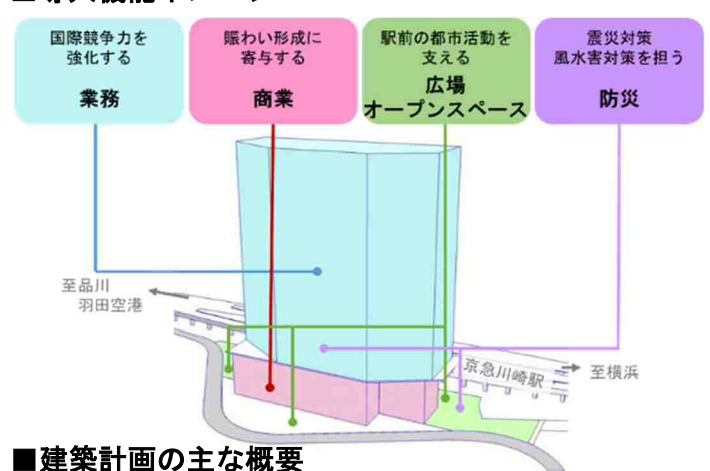 国際競争力を
強化する
業務
賑わい形成に
寄与する
商業
駅前の都市活動を
支える
広場
オープンスペース
震災対策
風水害対策を担う
防災
至品川
羽田空港
京急川崎駅
至横浜
■建築計画の主な概要